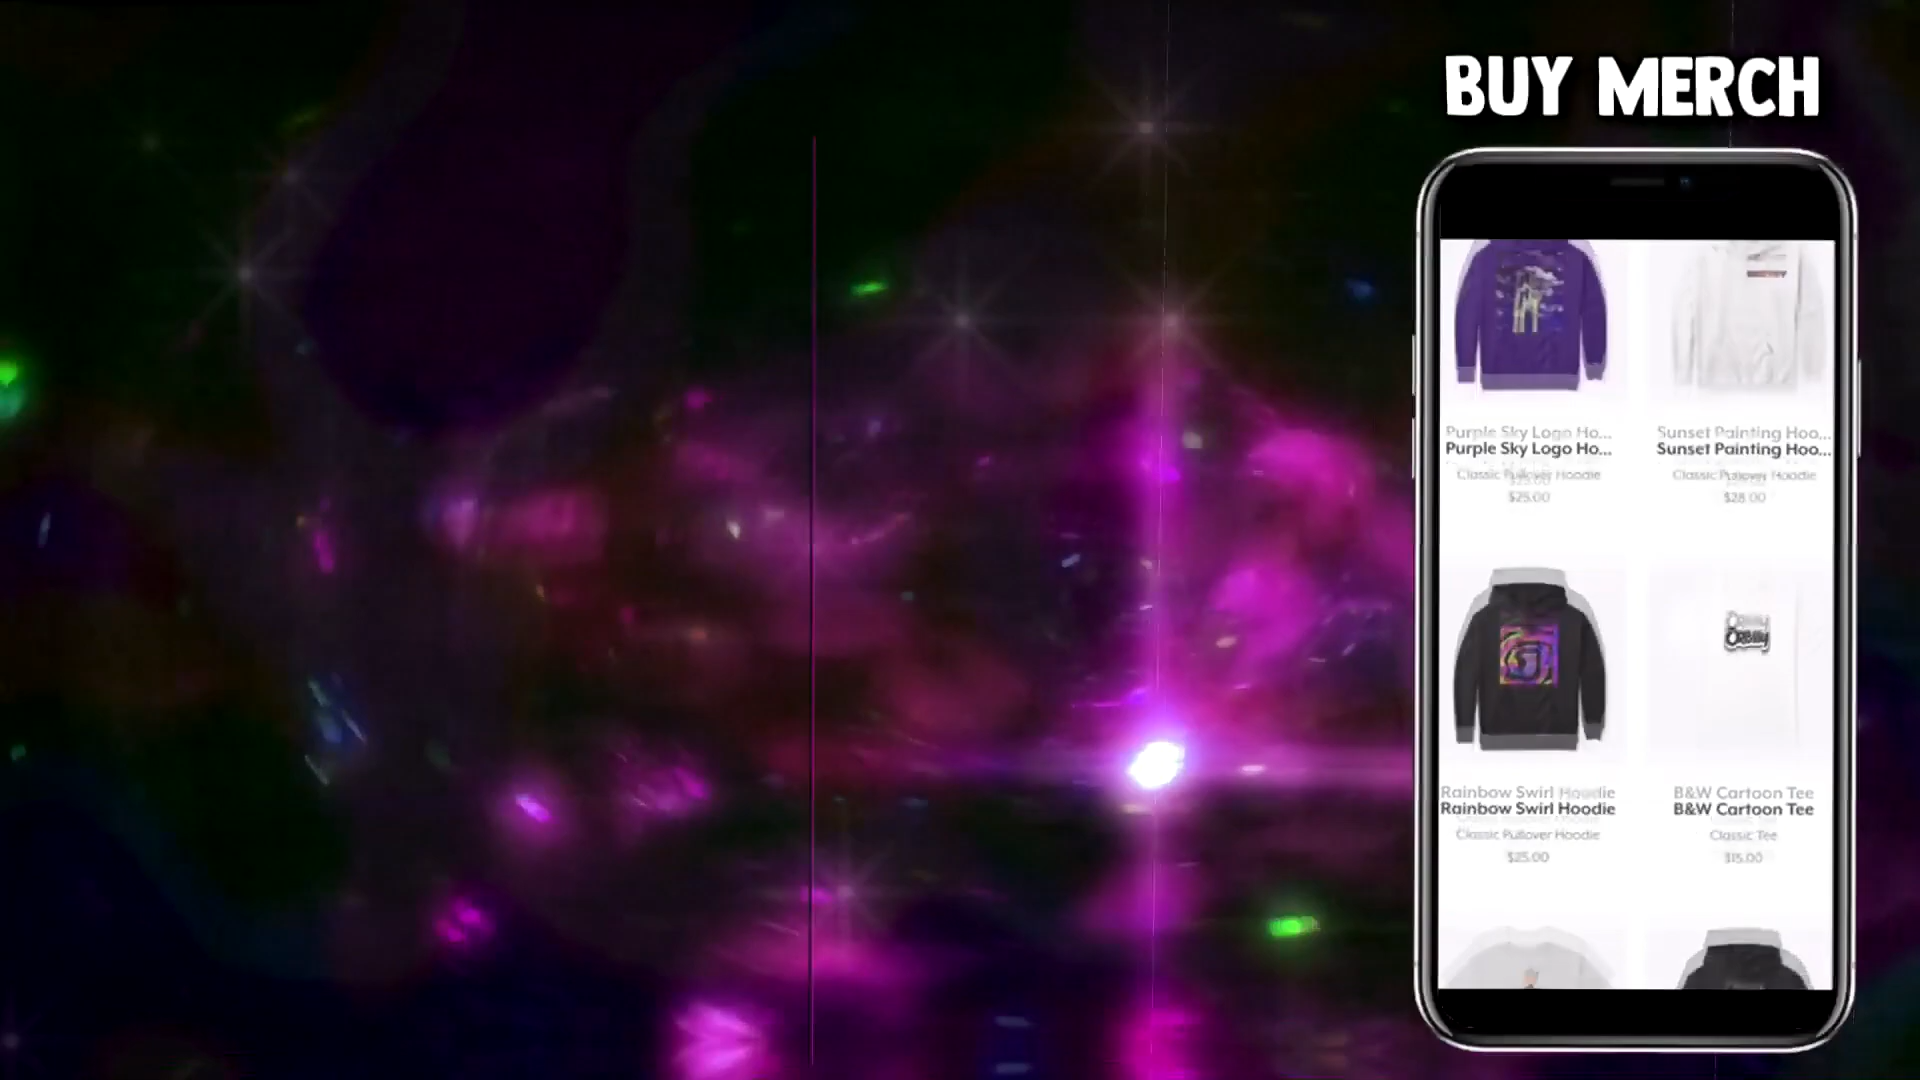 BUY MERCH
Purple Sky Logo Ho...
Sunset Painting Hoo...
Purple Sky Logo Ho...
Sunset Painting Hoo...
Classic Pullover Hoodie
Classic Pullover Hoodie
$25.00
$28.00
ORBITY
Rainbow Swirl Hoodie
B&W Cartoon Tee
Rainbow Swirl Hoodie
B&W Cartoon Tee
Classic Pullover Hoodie
Classic Tee
$25.00
$15.00